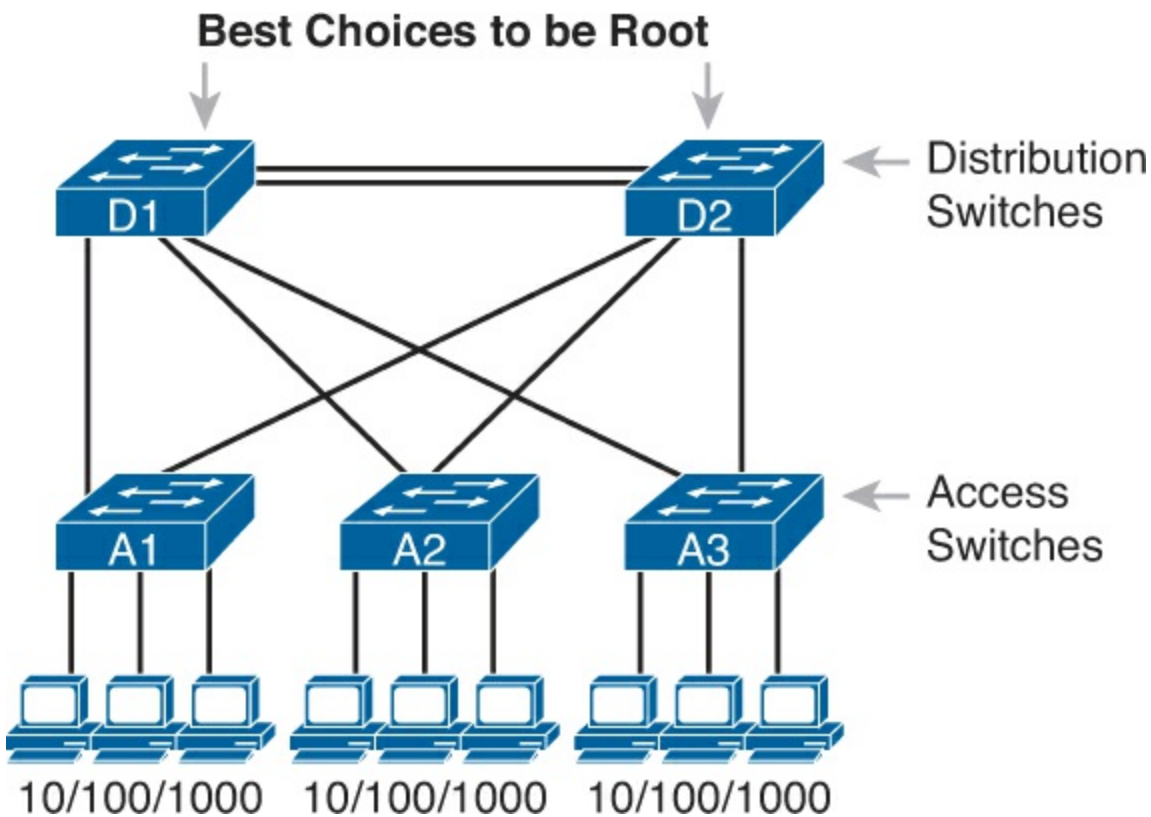 Best Choices to be Root
D1
D2
Distribution
Switches
A1
A2
A3
Access
Switches
10/100/1000
10/100/1000
10/100/1000